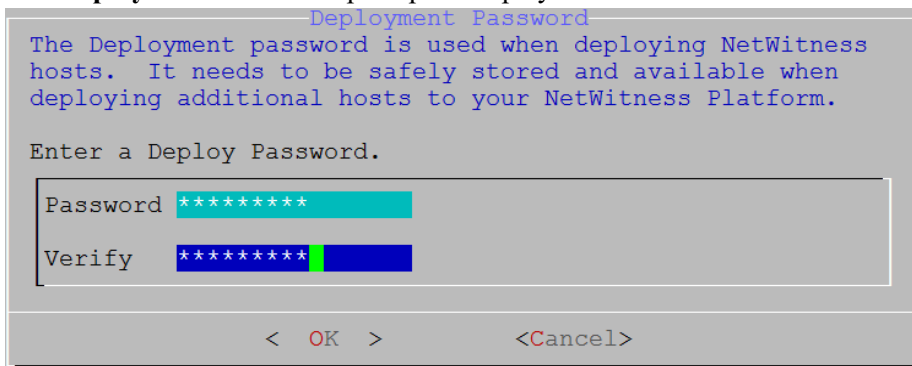 Deployment Password
The Deployment password is used when deploying NetWitness
hosts.  It needs to be safely stored and available when
deploying additional hosts to your NetWitness Platform.
Enter a Deploy Password.
Password *********
Verify *********
< OK > <Cancel>